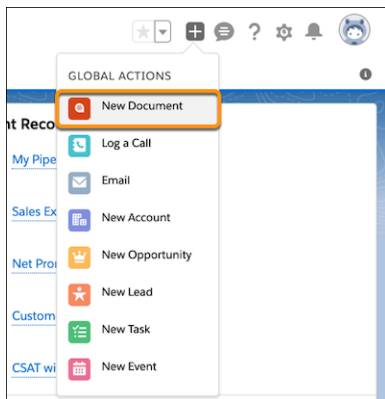 GLOBAL ACTIONS
New Document
nt Reco
Log a Call
My Pipe
Email
Sales Ex
New Account
New Opportunity
Net Pro
New Lead
Custom
New Task
New Event
CSAT wi